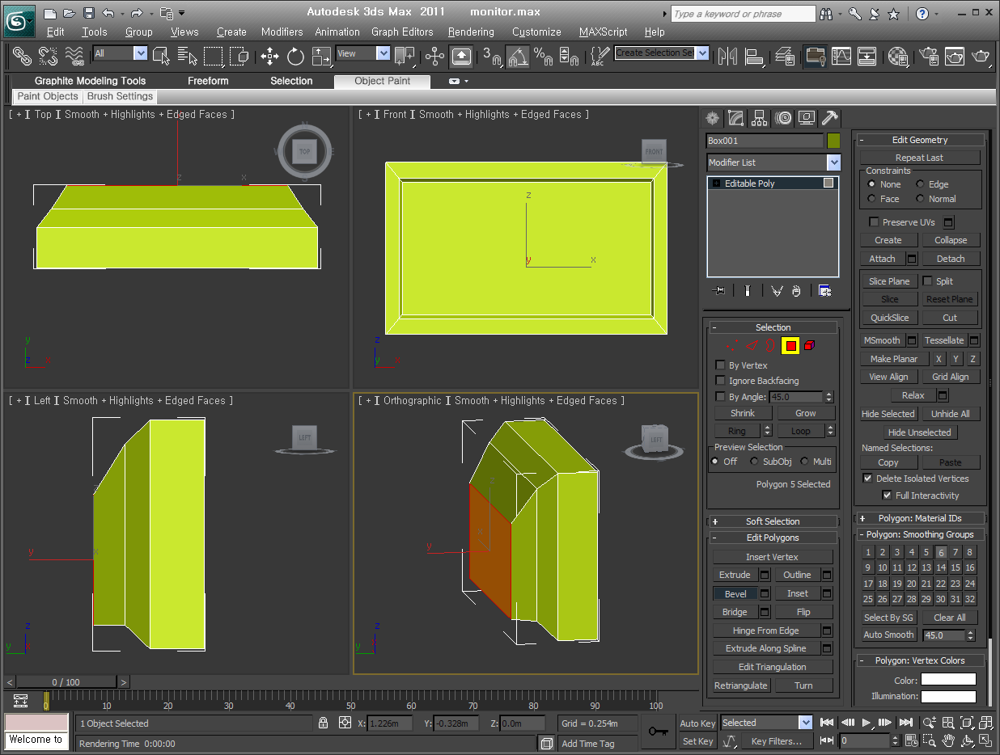 Autodesk 3ds Max 2011 monitor.max
Type a keyword or phrase
Edit Tools Group Views Create Modifiers Animation Graph Editors Rendering Customize MAXScript Help
All View 3 % ABC Create Selection Se
Graphite Modeling Tools Freeform Selection Object Paint
Paint Objects Brush Settings
[ + ] Top ] Smooth + Highlights + Edged Faces ]
N
W TOP E
S
z x
y
z
[ + ] Front ] Smooth + Highlights + Edged Faces ]
FRONT
z
y x
z
y
[ + ] Left ] Smooth + Highlights + Edged Faces ]
LEFT
z
y x
z
y
[ + ] Orthographic ] Smooth + Highlights + Edged Faces ]
LEFT
z
x
y
z
y
Box001
Modifier List
Editable Poly
- Selection
By Vertex
Ignore Backfacing
By Angle: 45.0
Shrink Grow
Ring Loop
Preview Selection
Off SubObj Multi
Polygon 5 Selected
+ Soft Selection
- Edit Polygons
Insert Vertex
Extrude Outline
Bevel Inset
Bridge Flip
Hinge From Edge
Extrude Along Spline
Edit Triangulation
Retriangulate Turn
- Edit Geometry
Repeat Last
Constraints
None Edge
Face Normal
Preserve UVs
Create Collapse
Attach Detach
Slice Plane Split
Slice Reset Plane
QuickSlice Cut
MSmooth Tessellate
Make Planar X Y Z
View Align Grid Align
Relax
Hide Selected Unhide All
Hide Unselected
Named Selections:
Copy Paste
Delete Isolated Vertices
Full Interactivity
+ Polygon: Material IDs
- Polygon: Smoothing Groups
1 2 3 4 5 6 7 8
9 10 11 12 13 14 15 16
17 18 19 20 21 22 23 24
25 26 27 28 29 30 31 32
Select By SG Clear All
Auto Smooth 45.0
- Polygon: Vertex Colors
Color:
Illumination:
< 0 / 100 >
0 10 20 30 40 50 60 70 80 90 100
1 Object Selected X: 1.226m Y: -0.328m Z: 0.0m Grid = 0.254m Auto Key Selected
Welcome to
Rendering Time 0:00:00 Add Time Tag Set Key Key Filters... 0